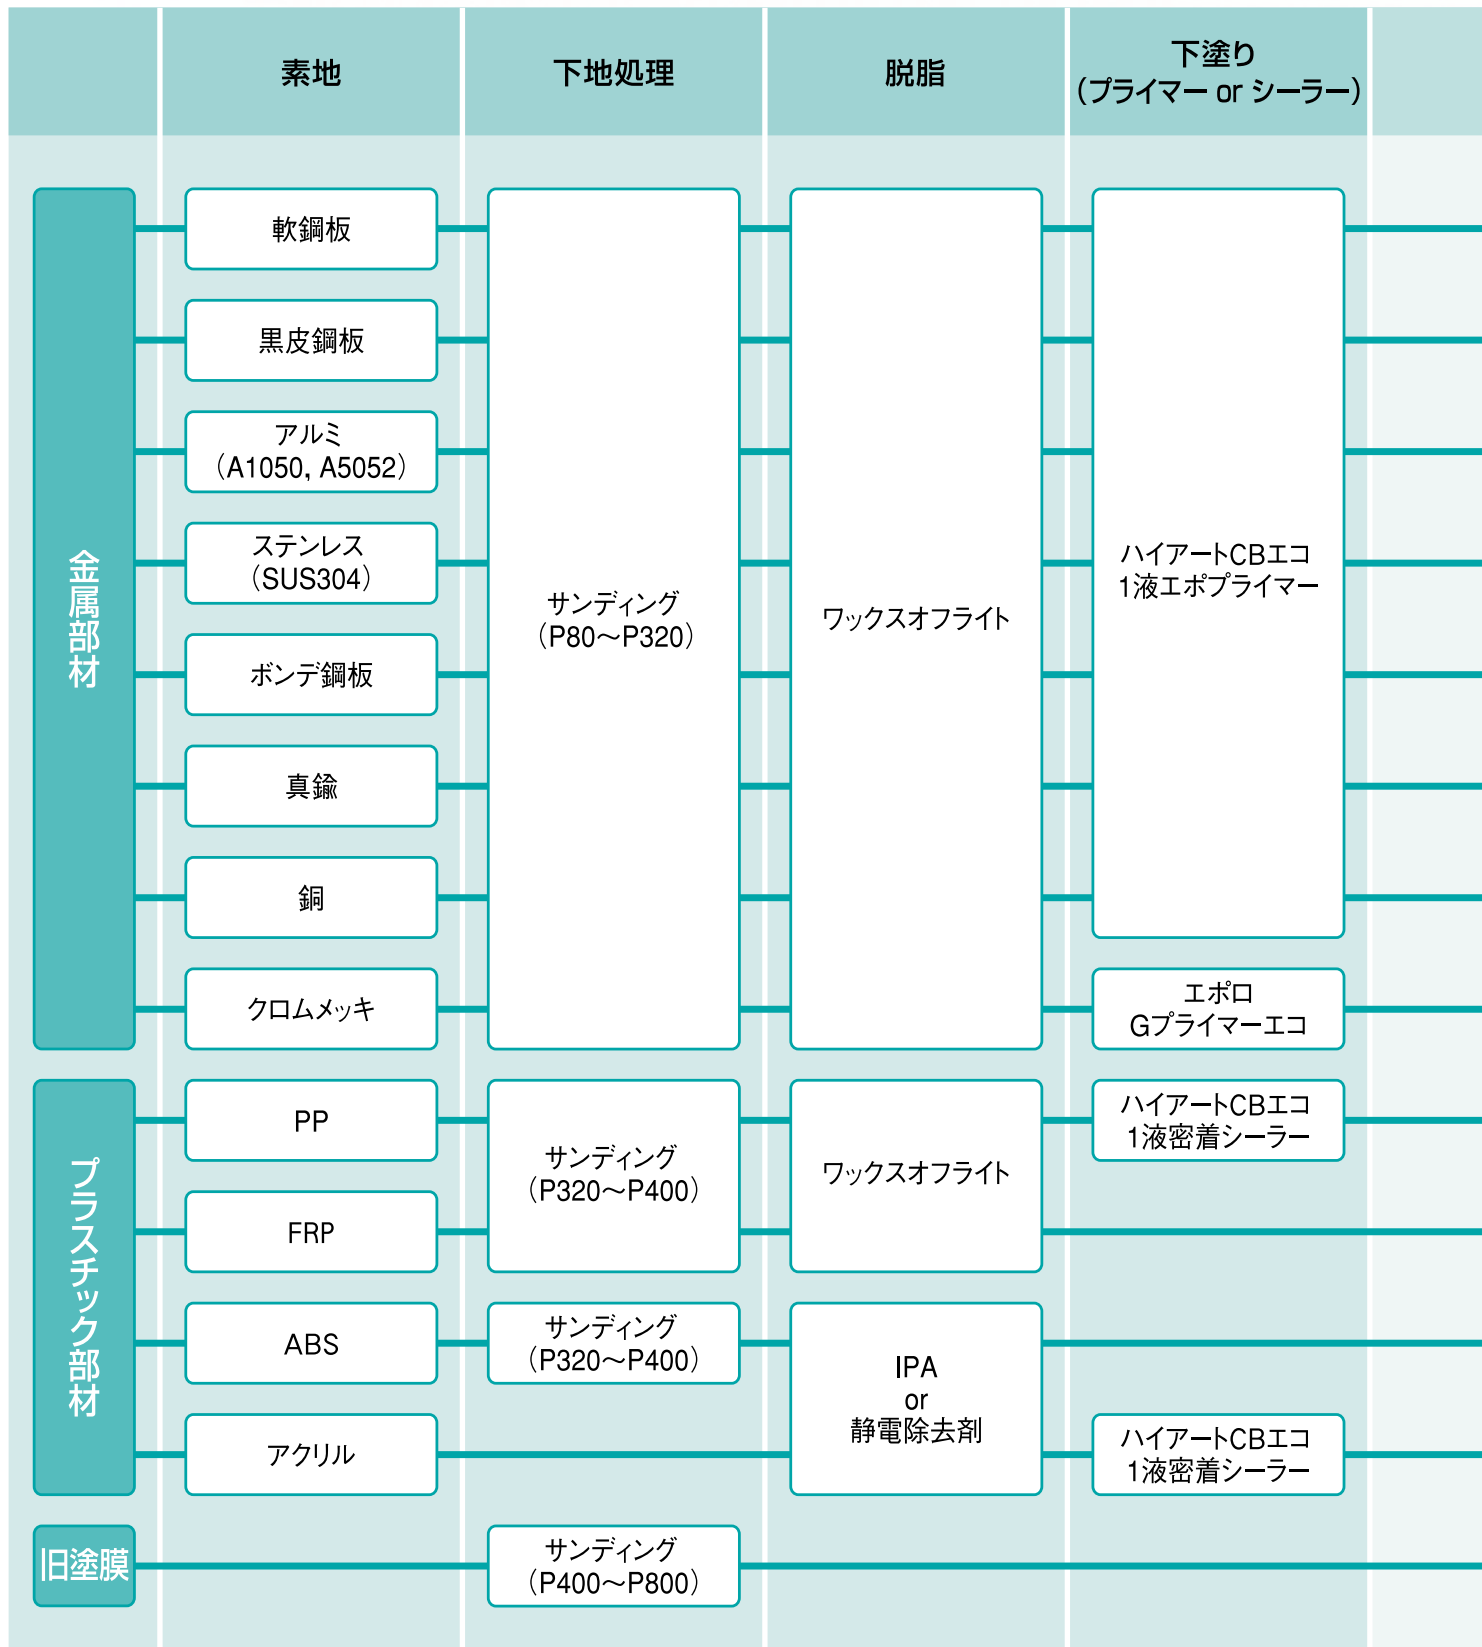 素地
下地処理
脱脂
下塗り
（プライマー or シーラー）
金属部材
軟鋼板
黒皮鋼板
アルミ
（A1050, A5052）
ステンレス
（SUS304）
ボンデ鋼板
真鍮
銅
クロムメッキ
サンディング
（P80～P320）
ワックスオフライト
ハイアートCBエコ
1液エポプライマー
エポロ
Gプライマーエコ
プラスチック部材
PP
FRP
ABS
アクリル
サンディング
（P320～P400）
サンディング
（P320～P400）
ワックスオフライト
IPA
or
静電除去剤
ハイアートCBエコ
1液密着シーラー
ハイアートCBエコ
1液密着シーラー
旧塗膜
サンディング
（P400～P800）